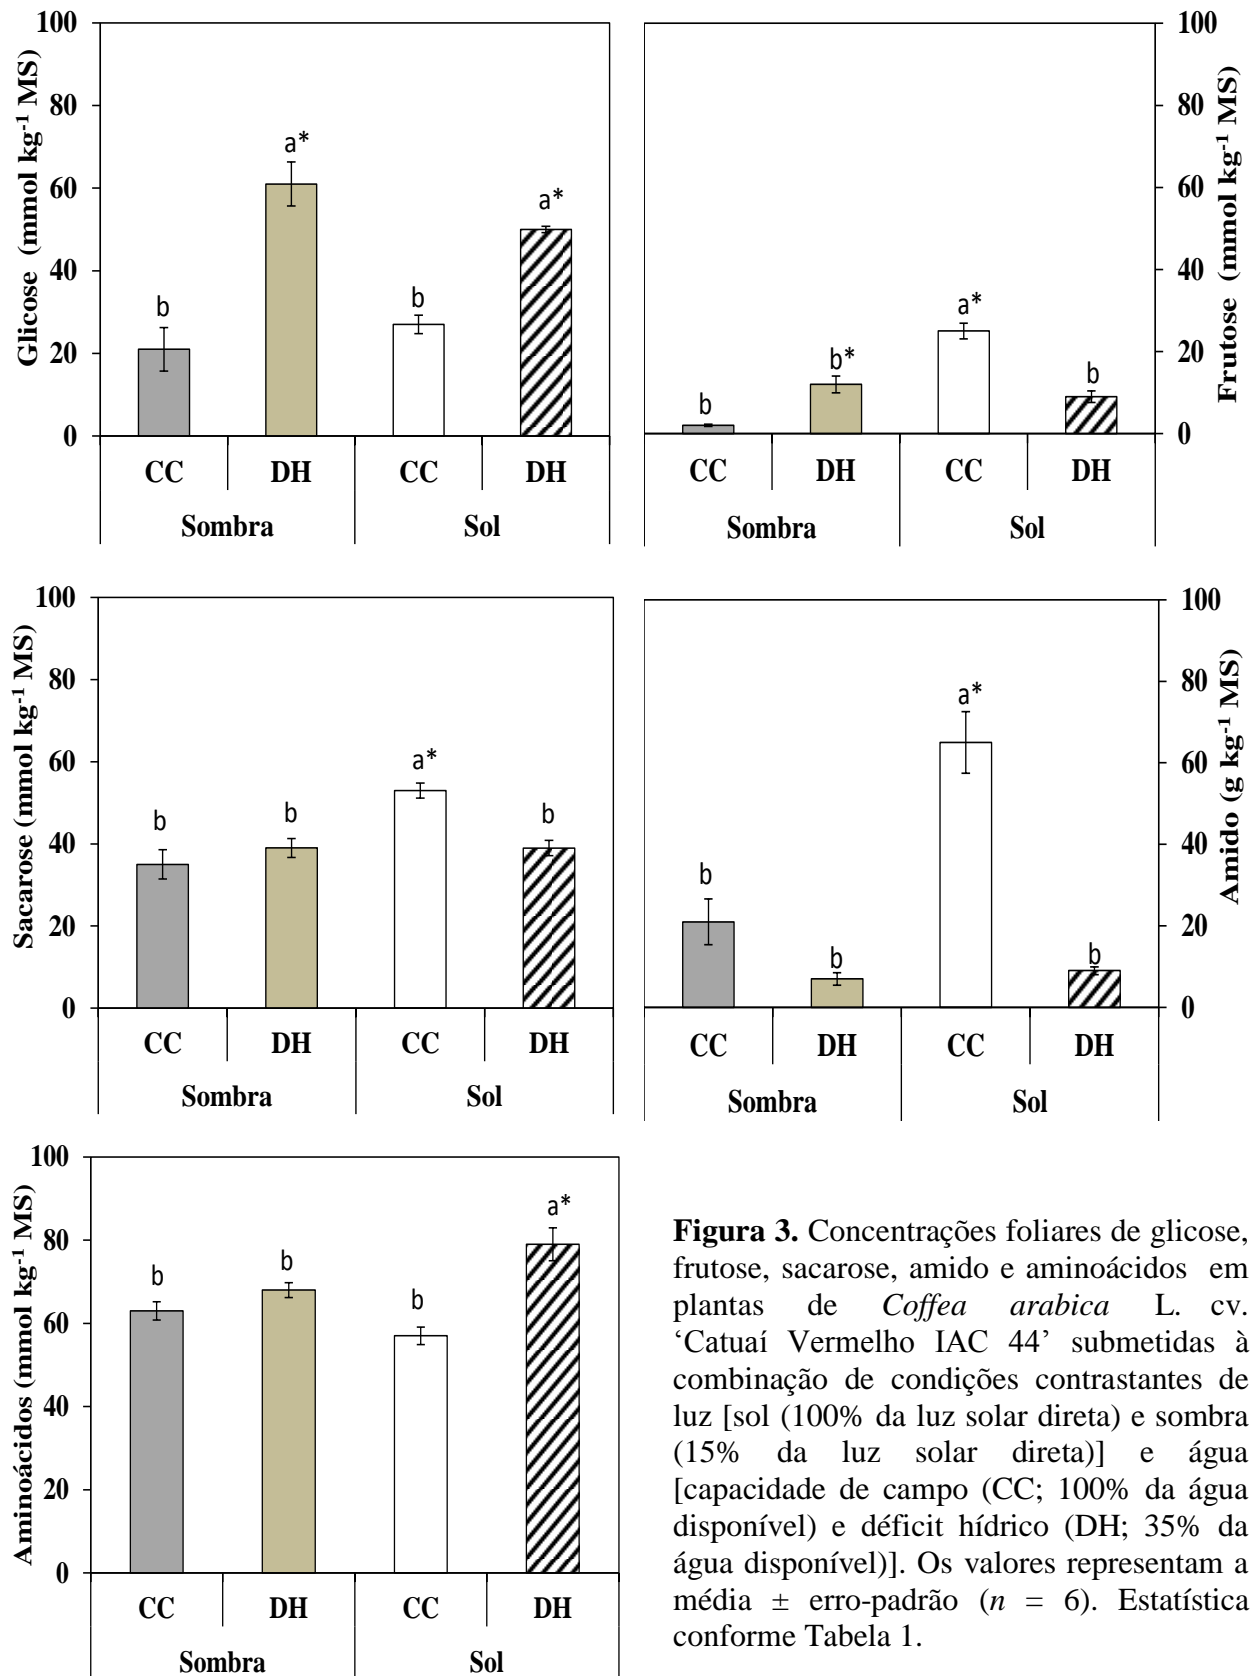 100
80
60
40
20
0
Glicose (mmol kg⁻¹ MS)
b
a*
b
a*
CC DH CC DH
Sombra Sol
100
80
60
40
20
0
Frutose (mmol kg⁻¹ MS)
b
b*
a*
b
CC DH CC DH
Sombra Sol
100
80
60
40
20
0
Sacarose (mmol kg⁻¹ MS)
b
b
a*
b
CC DH CC DH
Sombra Sol
100
80
60
40
20
0
Amido (g kg⁻¹ MS)
b
b
a*
b
CC DH CC DH
Sombra Sol
100
80
60
40
20
0
Aminoácidos (mmol kg⁻¹ MS)
b
b
b
a*
CC DH CC DH
Sombra Sol
Figura 3. Concentrações foliares de glicose,
frutose, sacarose, amido e aminoácidos em
plantas de Coffea arabica L. cv.
‘Catuaí Vermelho IAC 44’ submetidas à
combinação de condições contrastantes de
luz [sol (100% da luz solar direta) e sombra
(15% da luz solar direta)] e água
[capacidade de campo (CC; 100% da água
disponível) e déficit hídrico (DH; 35% da
água disponível)]. Os valores representam a
média ± erro-padrão (n = 6). Estatística
conforme Tabela 1.